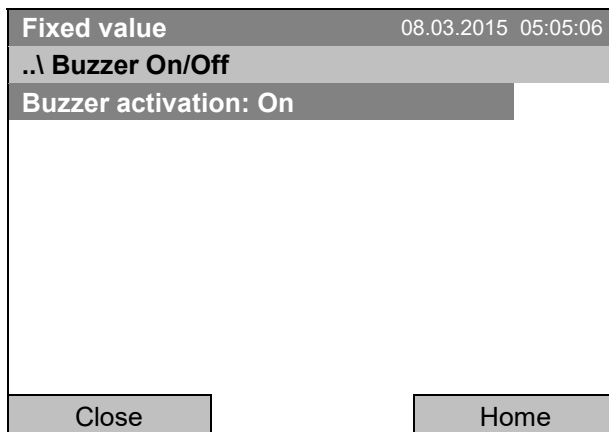 Fixed value 08.03.2015 05:05:06
..\ Buzzer On/Off
Buzzer activation: On
Close Home